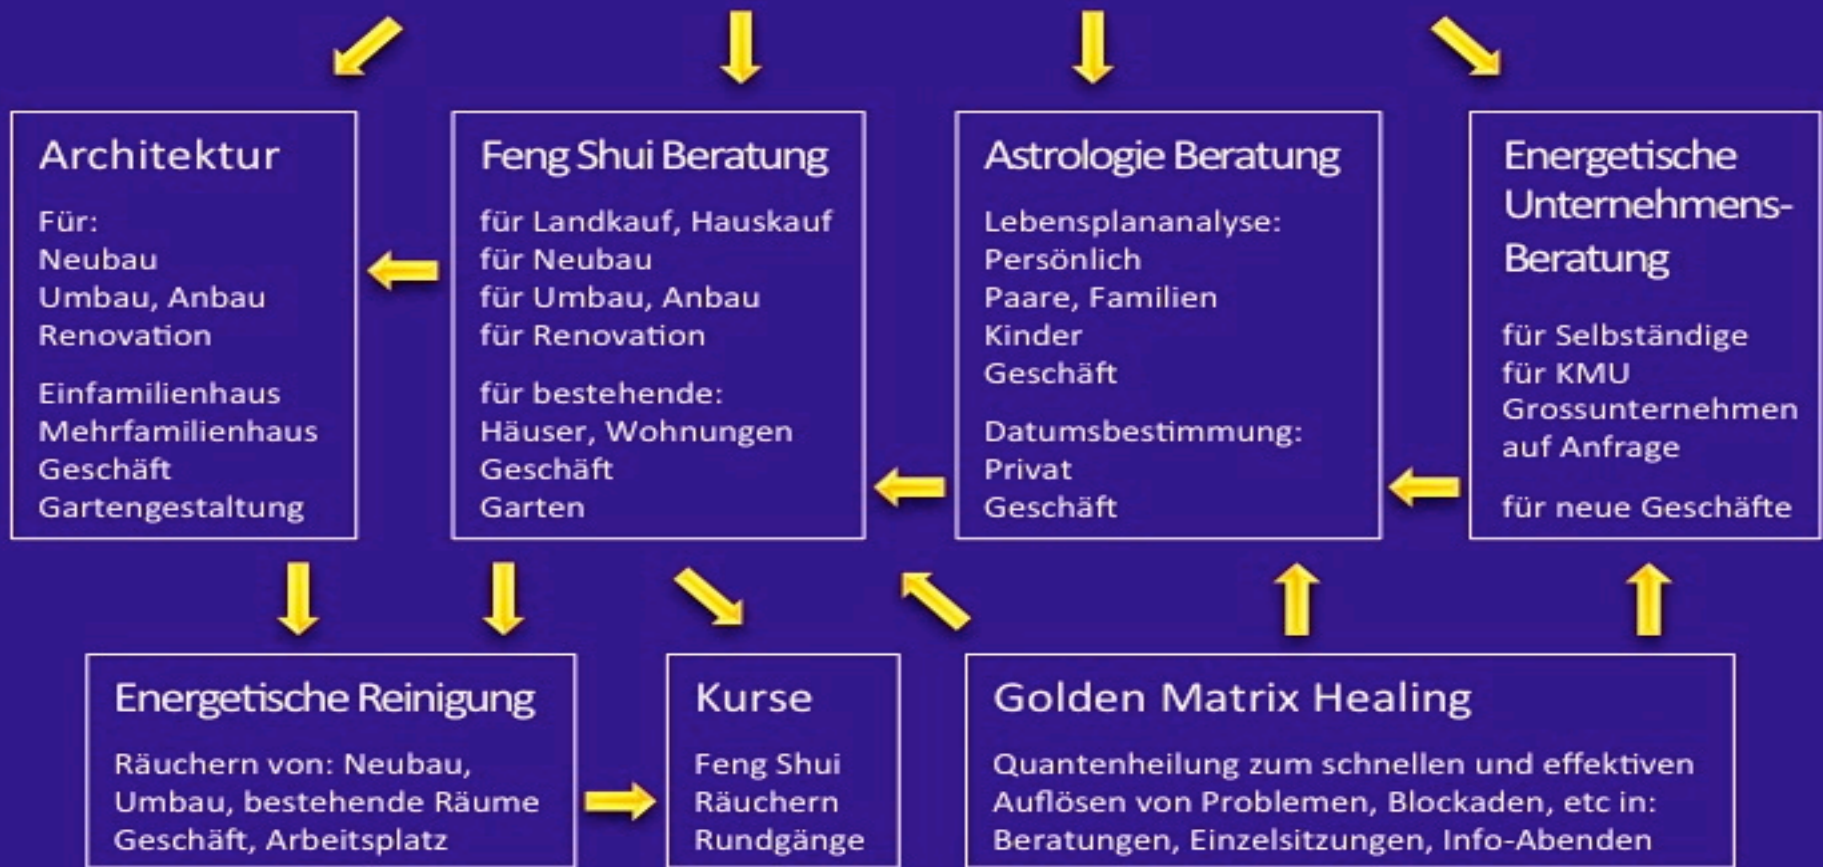 Architektur
Für:
Neubau
Umbau, Anbau
Renovation
Einfamilienhaus
Mehrfamilienhaus
Geschäft
Gartengestaltung
Feng Shui Beratung
für Landkauf, Hauskauf
für Neubau
für Umbau, Anbau
für Renovation
für bestehende:
Häuser, Wohnungen
Geschäft
Garten
Astrologie Beratung
Lebensplananalyse:
Persönlich
Paare, Familien
Kinder
Geschäft
Datumsbestimmung:
Privat
Geschäft
Energetische
Unternehmens-
Beratung
für Selbständige
für KMU
Grossunternehmen
auf Anfrage
für neue Geschäfte
Energetische Reinigung
Räuchern von: Neubau,
Umbau, bestehende Räume
Geschäft, Arbeitsplatz
Kurse
Feng Shui
Räuchern
Rundgänge
Golden Matrix Healing
Quantenheilung zum schnellen und effektiven
Auflösen von Problemen, Blockaden, etc in:
Beratungen, Einzelsitzungen, Info-Abenden